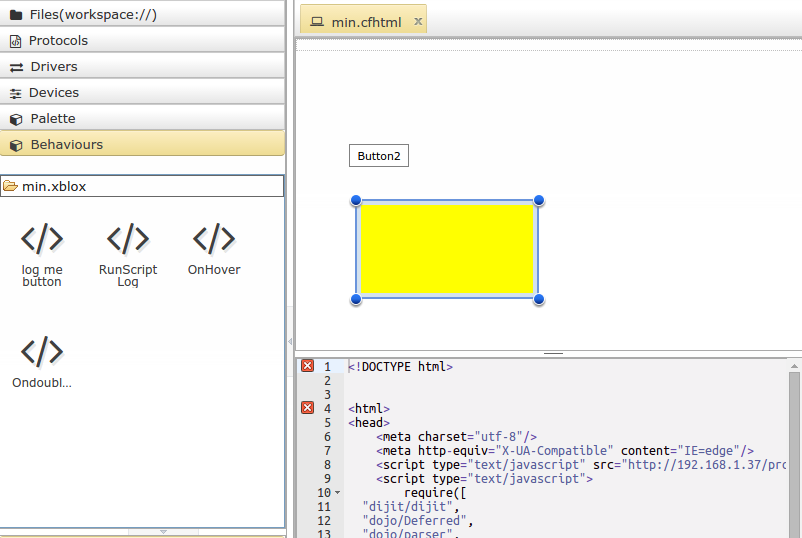 Files(workspace://)
Protocols
Drivers
Devices
Palette
Behaviours
min.xblox
log me
button
RunScript
Log
OnHover
Ondoubl...
min.cfhtml x
Button2
1 <!DOCTYPE html>
2
3
4 <html>
5 <head>
6 <meta charset="utf-8"/>
7 <meta http-equiv="X-UA-Compatible" content="IE=edge"/>
8 <script type="text/javascript" src="http://192.168.1.37/pro
9 <script type="text/javascript">
10 require([
11 "dijit/dijit",
12 "dojo/Deferred",
13 "dojo/parser",